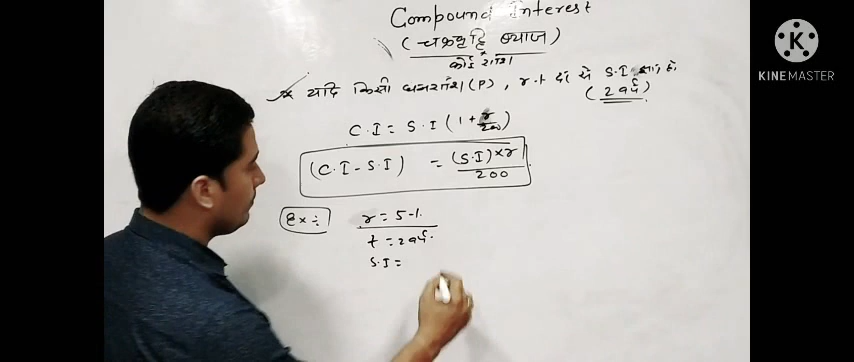 Compound Interest
(चक्रवृद्धि ब्याज)
कोई राशि
यदि किसी धनराशि (P), r % दर से S.I
(2 वर्ष)
C.I = S.I (1 + r/200)
(C.I - S.I) = (S.I) × r / 200
Ex ÷ r = 5 %
t = 2 वर्ष.
S.I =
K
KINEMASTER